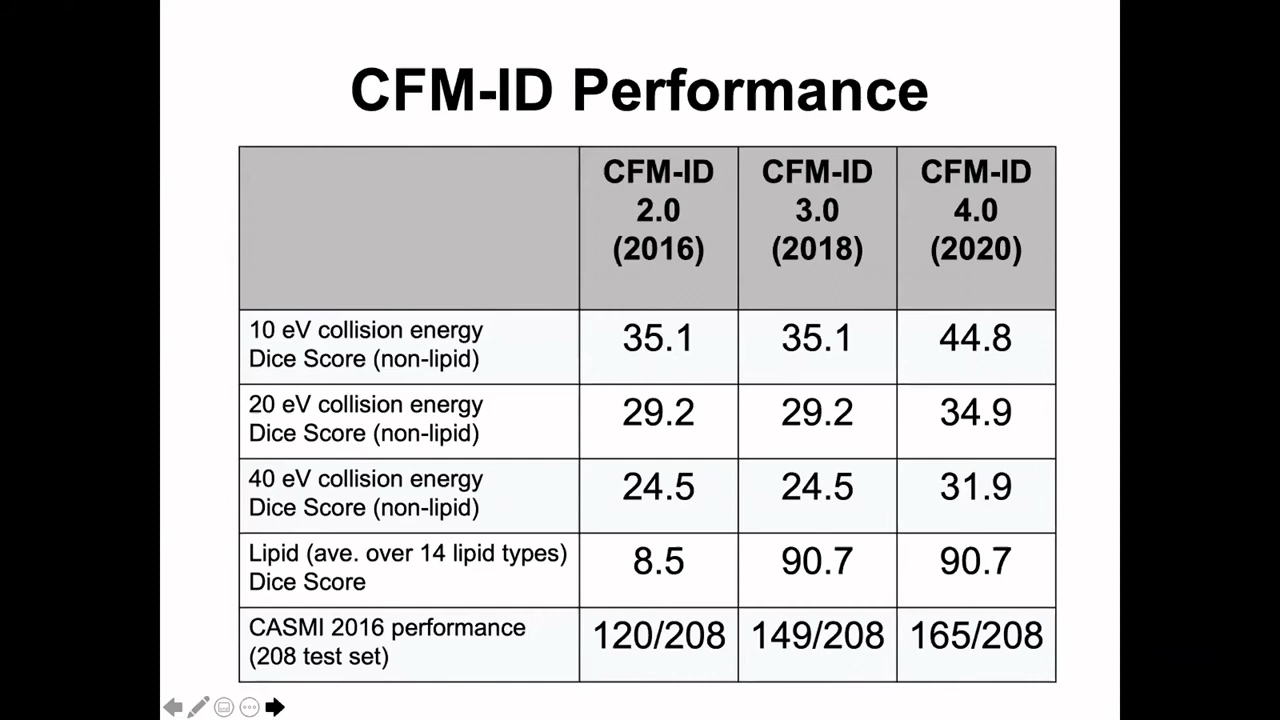 CFM-ID Performance
CFM-ID
2.0
(2016)
CFM-ID
3.0
(2018)
CFM-ID
4.0
(2020)
10 eV collision energy
Dice Score (non-lipid)
35.1
35.1
44.8
20 eV collision energy
Dice Score (non-lipid)
29.2
29.2
34.9
40 eV collision energy
Dice Score (non-lipid)
24.5
24.5
31.9
Lipid (ave. over 14 lipid types)
Dice Score
8.5
90.7
90.7
CASMI 2016 performance
(208 test set)
120/208
149/208
165/208